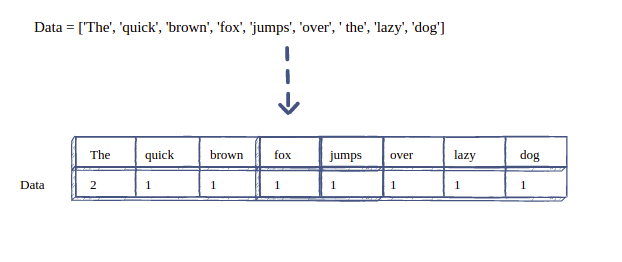 Data = ['The', 'quick', 'brown', 'fox', 'jumps', 'over', ' the', 'lazy', 'dog']
The quick brown fox jumps over lazy dog
Data 2 1 1 1 1 1 1 1